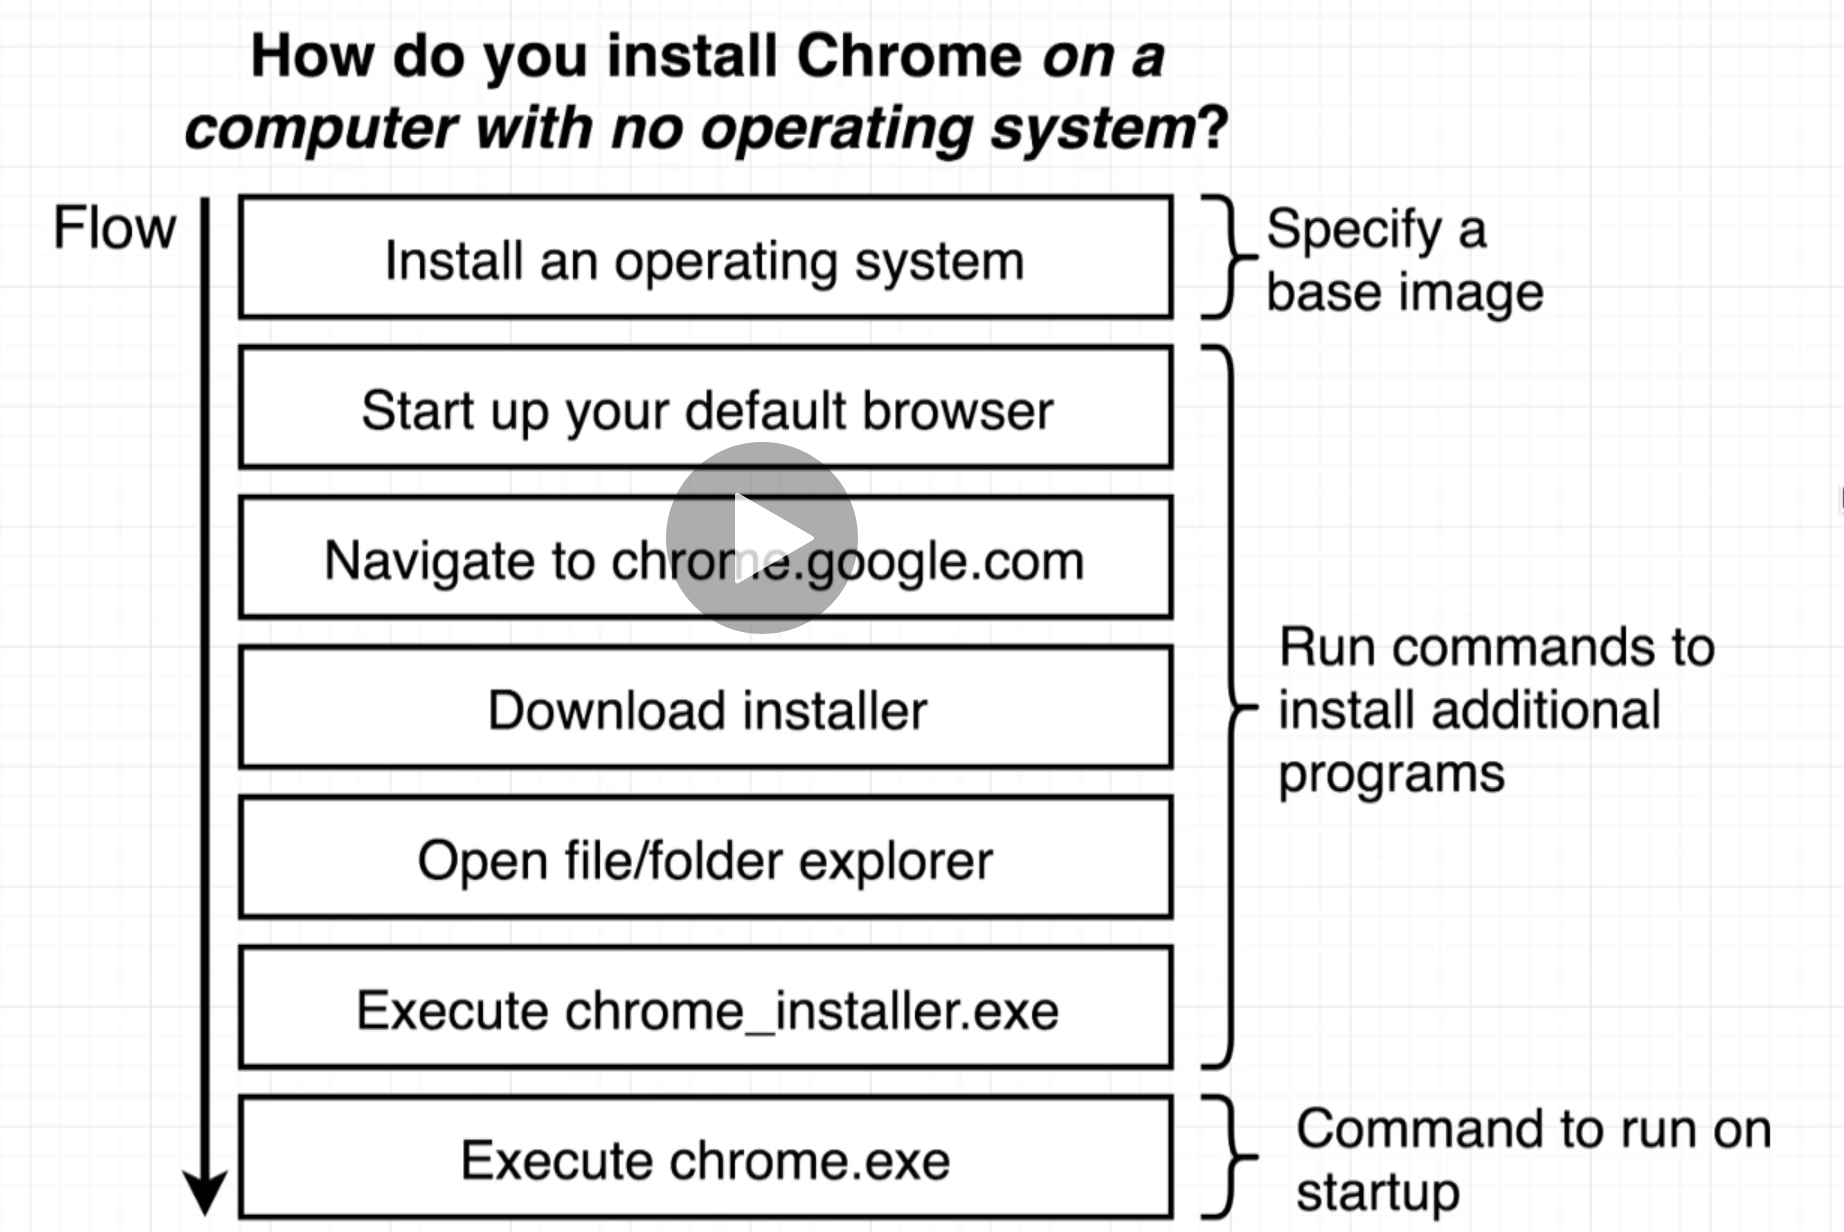 How do you install Chrome on a
computer with no operating system?
Flow
Install an operating system
Specify a
base image
Start up your default browser
Navigate to chrome.google.com
Download installer
Open file/folder explorer
Execute chrome_installer.exe
Run commands to
install additional
programs
Execute chrome.exe
Command to run on
startup